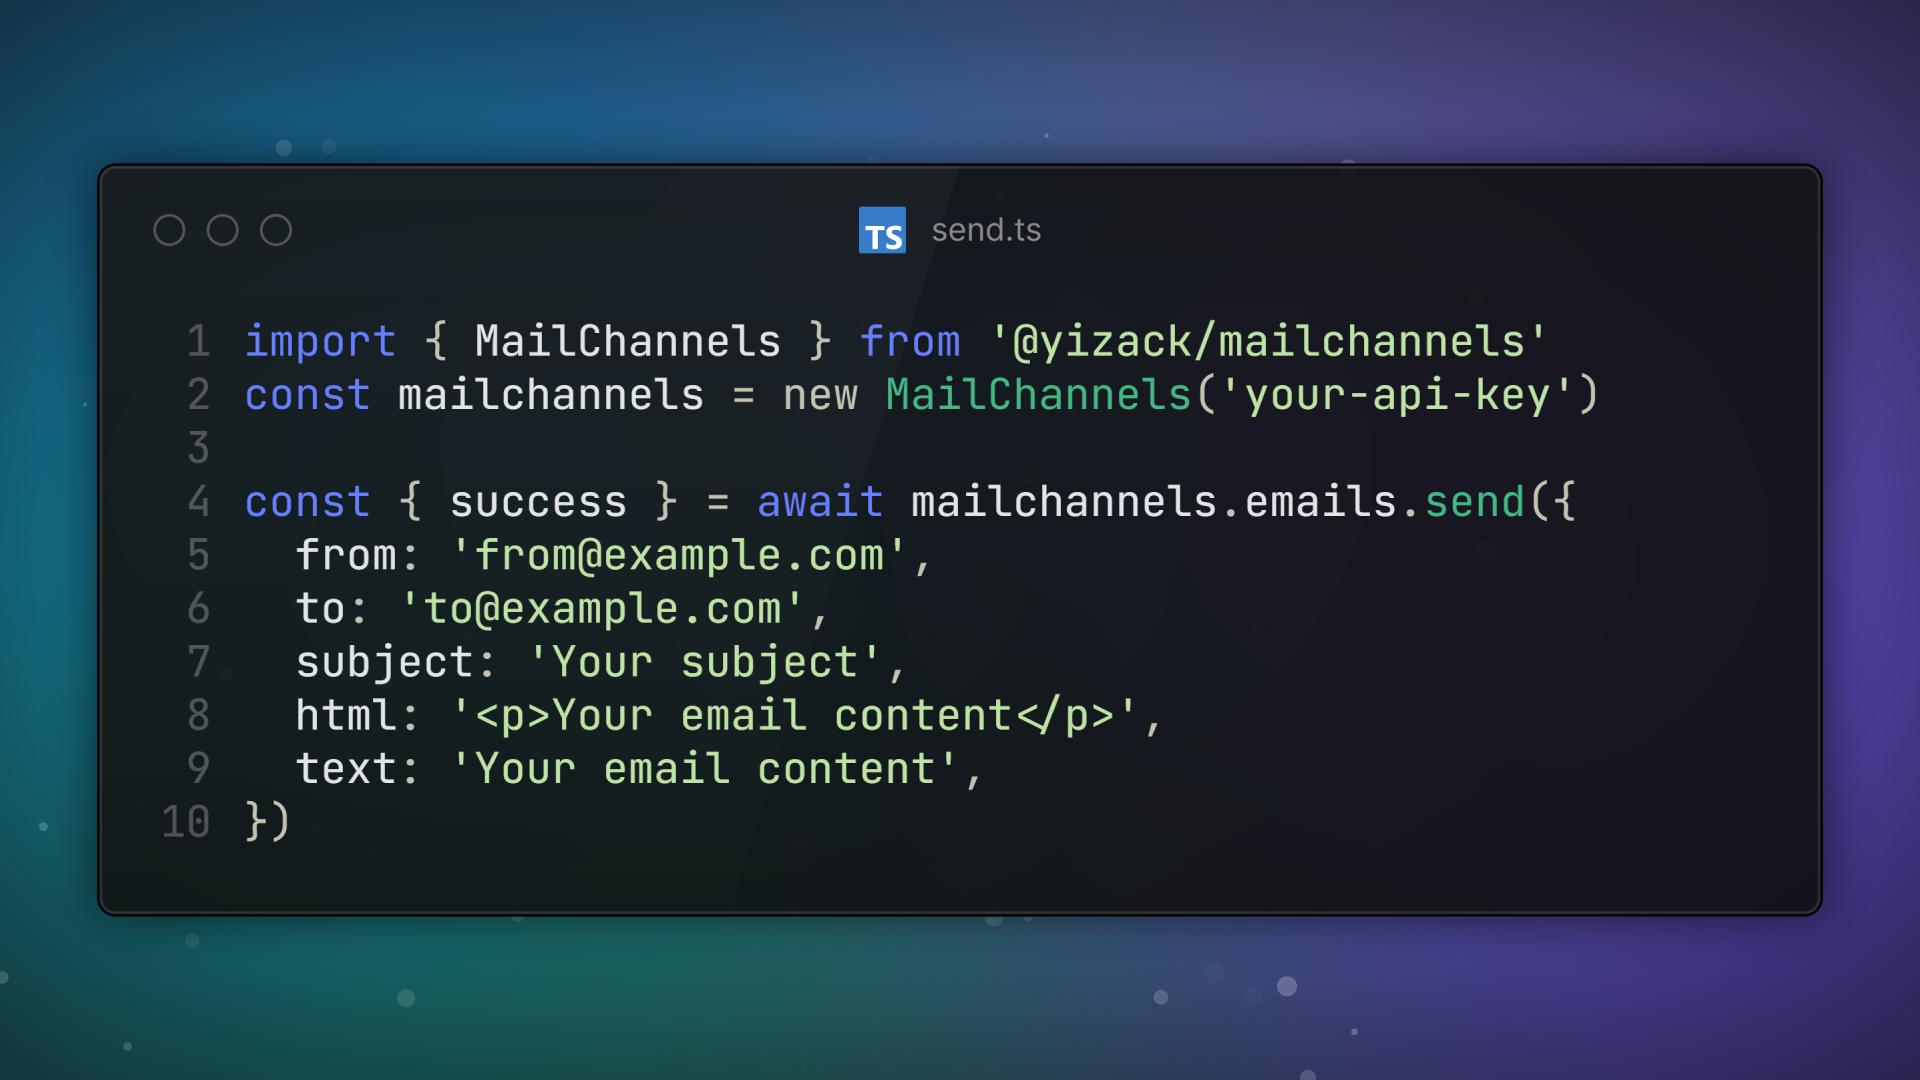 TS send.ts
1 import { MailChannels } from '@yizack/mailchannels'
2 const mailchannels = new MailChannels('your-api-key')
3
4 const { success } = await mailchannels.emails.send({
5   from: 'from@example.com',
6   to: 'to@example.com',
7   subject: 'Your subject',
8   html: '<p>Your email content</p>',
9   text: 'Your email content',
10 })